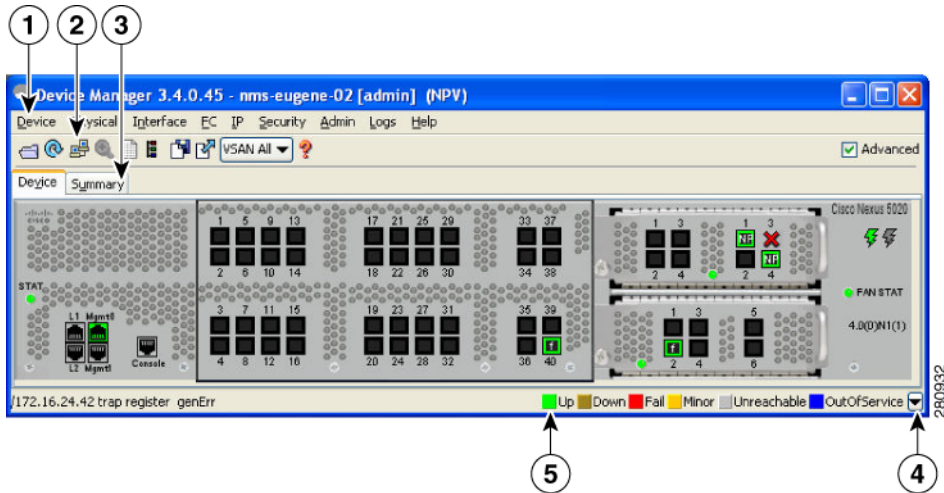 1 2 3
Device Manager 3.4.0.45 - nms-eugene-02 [admin] (NPV)
Device Physical Interface FC IP Security Admin Logs Help
VSAN All Advanced
Device Summary
Cisco Nexus 5020
1 5 9 13 17 21 25 29 33 37
2 6 10 14 18 22 26 30 34 38
1 3 1 3
NP
NP
2 4 2 4
STAT
FAN STAT
3 7 11 15 19 23 27 31 35 39
4 8 12 16 20 24 28 32 36 40
f
L1 Mgmt0
L2 Mgmt1
Console
1 3 5
f
2 4 6
4.0(0)N1(1)
/172.16.24.42 trap register genErr
Up Down Fail Minor Unreachable OutOfService
280932
5 4